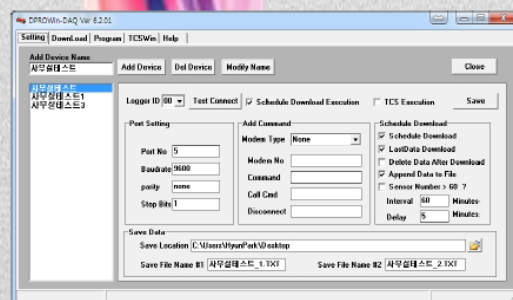 DPROWin-DAQ Ver 8.2.01
Setting DownLoad Program TCSWin Help
Add Device Name
사무실테스트 Add Device Del Device Modify Name Close
사무실테스트
사무실테스트1
사무실테스트3
Logger ID 00 Test Connect Schedule Download Execution TCS Execution Save
Port Setting
Port No 5
Baudrate 9600
parity none
Stop Bits 1
Add Command
Modem Type None
Modem No
Command
Call Cmd
Disconnect
Schedule Download
Schedule Download
LastData Download
Delete Data After Download
Append Data to File
Sensor Number > 60 ?
Interval 60 Minutes
Delay 5 Minutes
Save Data
Save Location C:\Users\HyunPark\Desktop
Save File Name #1 사무실테스트_1.TXT Save File Name #2 사무실테스트_2.TXT